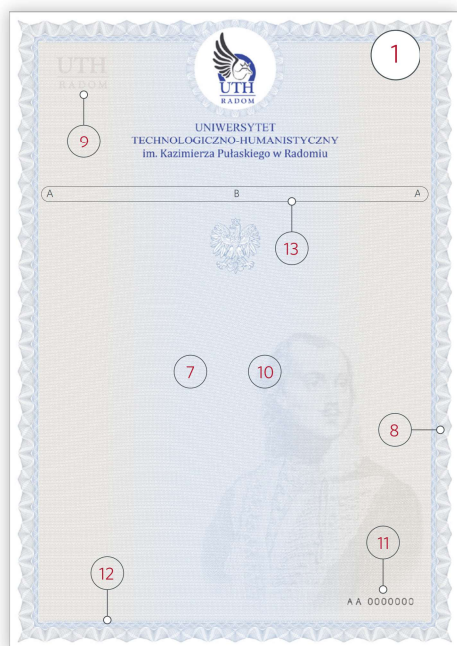 1
UTH
RADOM
9
UTH
RADOM
UNIWERSYTET
TECHNOLOGICZNO-HUMANISTYCZNY
im. Kazimierza Pułaskiego w Radomiu
A B A
13
7 10
8
11
12
AA 0000000